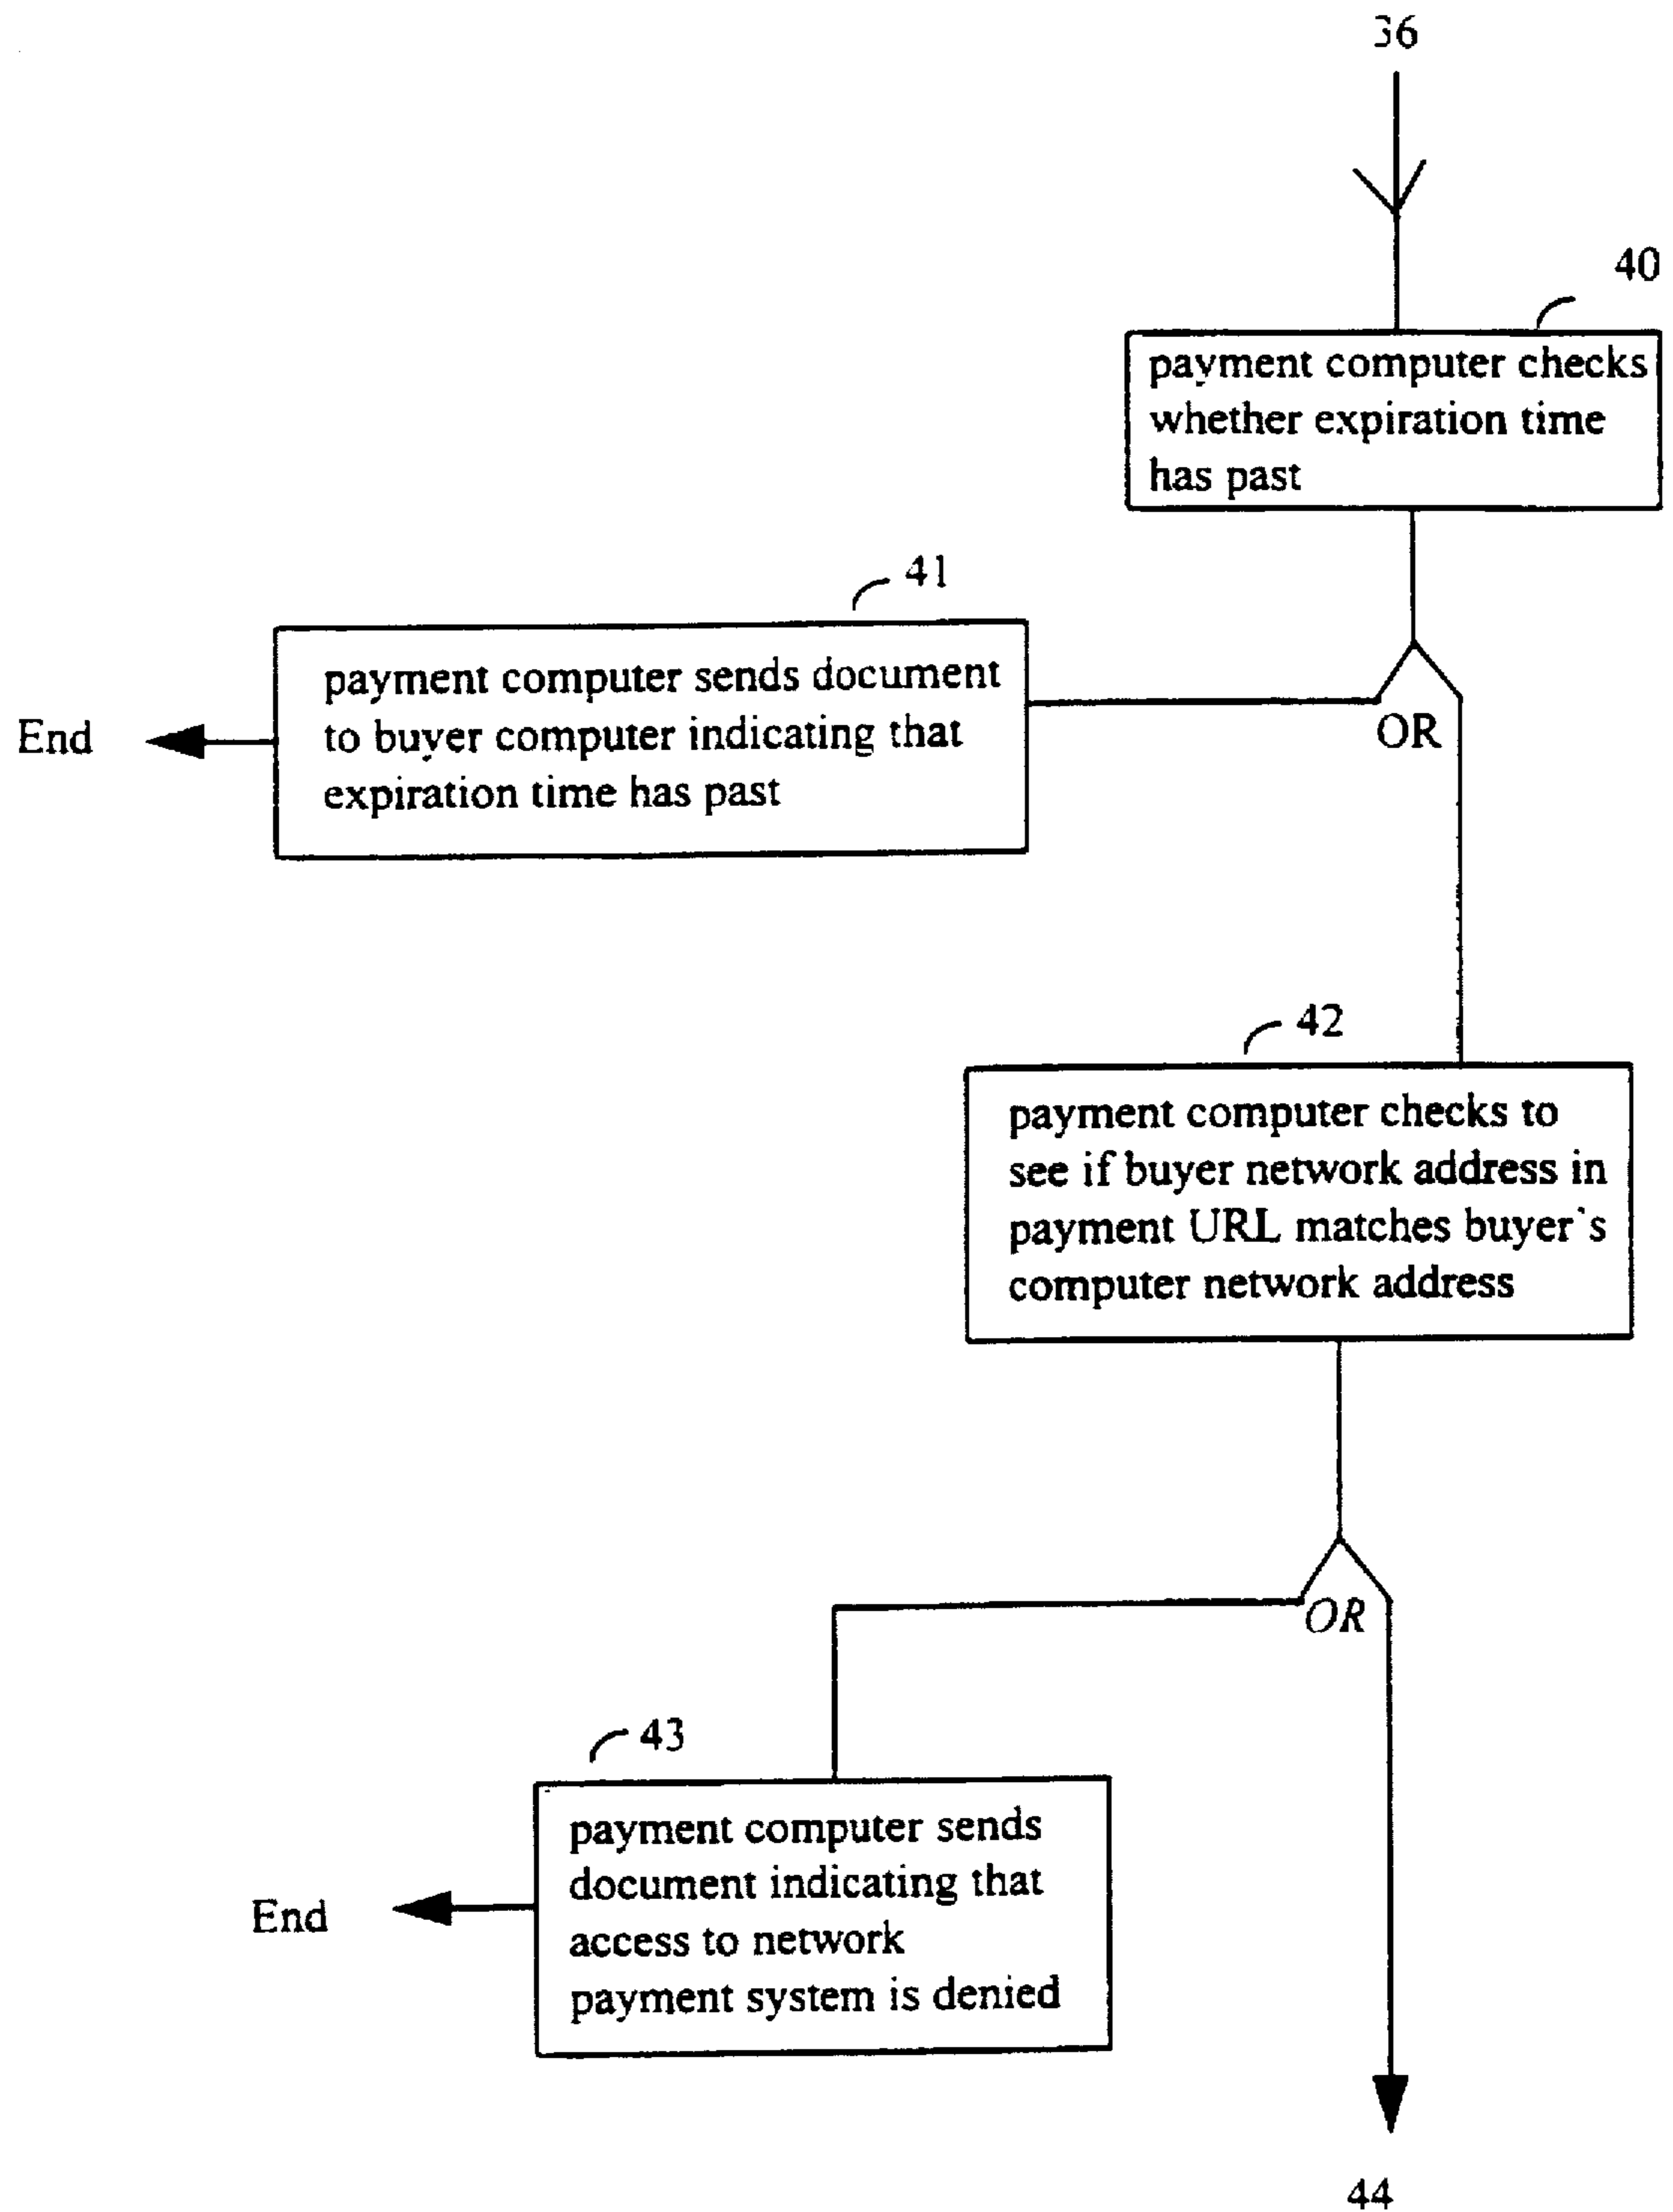 36
40
payment computer checks
whether expiration time
has past
41
payment computer sends document
to buyer computer indicating that
expiration time has past
End
OR
42
payment computer checks to
see if buyer network address in
payment URL matches buyer's
computer network address
OR
43
payment computer sends
document indicating that
access to network
payment system is denied
End
44